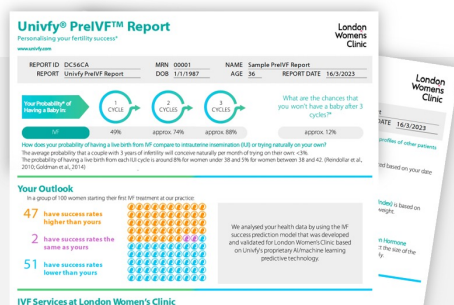 Univfy® PreIVF™ Report
Personalising your fertility success*
www.univfy.com
London
Womens
Clinic
REPORT ID DC56CA MRN 00001 NAME Sample PreIVF Report
REPORT Univfy PreIVF Report DOB 1/1/1987 AGE 36 REPORT DATE 16/3/2023
Your Probability* of
Having a Baby in:
1
CYCLE
2
CYCLES
3
CYCLES
What are the chances that
you won't have a baby after 3
cycles?*
IVF 49% approx. 74% approx. 88% approx. 12%
How does your probability of having a live birth from IVF compare to intrauterine insemination (IUI) or trying naturally on your own?
The average probability that a couple with 3 years of infertility will conceive naturally per month of trying on their own: <3%.
The probability of having a live birth from each IUI cycle is around 8% for women under 38 and 5% for women between 38 and 42. (Reindollar et al.,
2010; Goldman et al., 2014)
Your Outlook
In a group of 100 women starting their first IVF treatment at our practice:
47 have success rates
higher than yours
2 have success rates the
same as yours
51 have success rates
lower than yours
We analysed your health data by using the IVF
success prediction model that was developed
and validated for London Women's Clinic based
on Univfy's proprietary AI/machine learning
predictive technology.
IVF Services at London Women's Clinic
London
Womens
Clinic
DATE 16/3/2023
profiles of other patients
based on your date
is based on
weight.
Hormone
the size of the